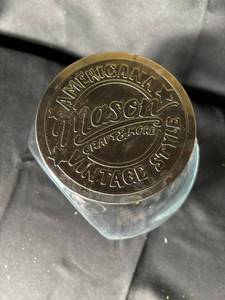 AMERICANA
Mason
CRAFT & MORE
VINTAGE STYLE